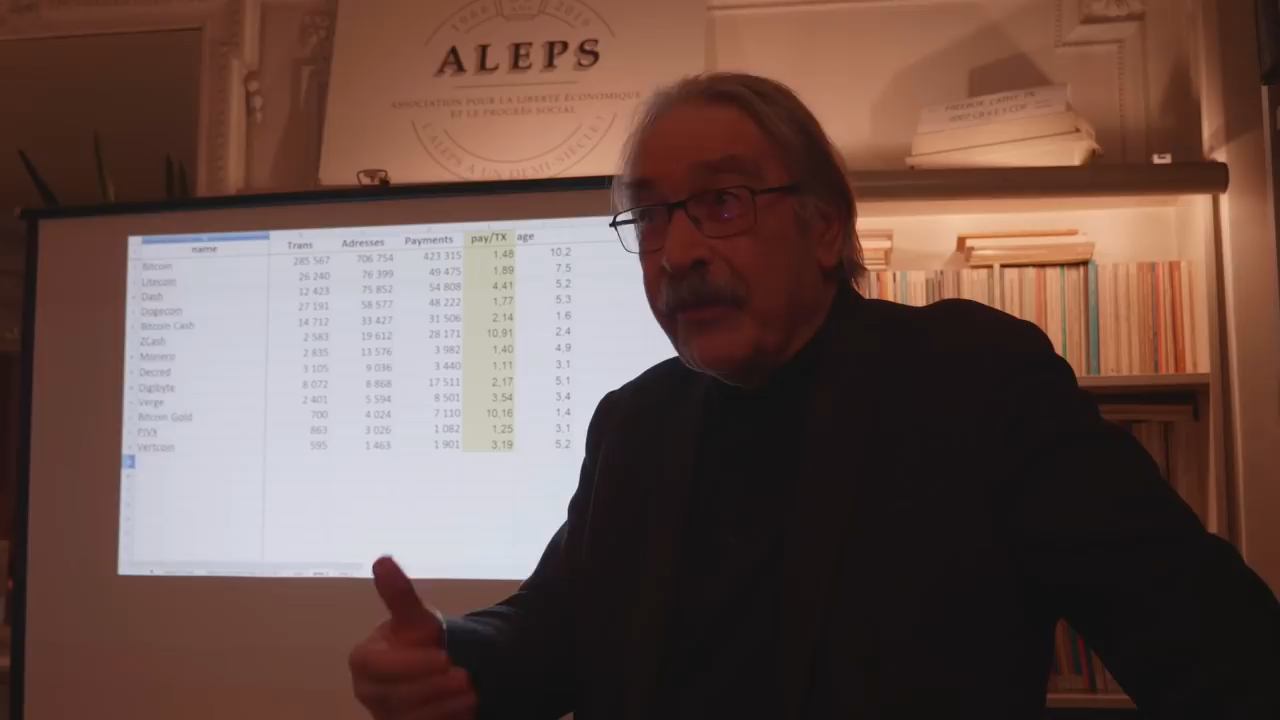 1966 2016
ALEPS
ASSOCIATION POUR LA LIBERTÉ ÉCONOMIQUE
ET LE PROGRÈS SOCIAL
L'ALEPS A UN DEMI-SIÈCLE!
name Trans Adresses Payments pay/TX age
Bitcoin 285 567 706 754 423 315 1,48 10,2
Litecoin 26 240 76 399 49 475 1,89 7,5
Dash 12 423 75 852 54 808 4,41 5,2
Dogecoin 27 191 58 577 48 222 1,77 5,3
Bitcoin Cash 14 712 33 427 31 506 2,14 1,6
ZCash 2 583 19 612 28 171 10,91 2,4
Monero 2 835 13 576 3 982 1,40 4,9
Decred 3 105 9 036 3 440 1,11 3,1
Digibyte 8 072 8 868 17 511 2,17 5,1
Verge 2 401 5 594 8 501 3,54 3,4
Bitcoin Gold 700 4 024 7 110 10,16 1,4
PIVX 863 3 026 1 082 1,25 3,1
Vertcoin 595 1 463 1 901 3,19 5,2